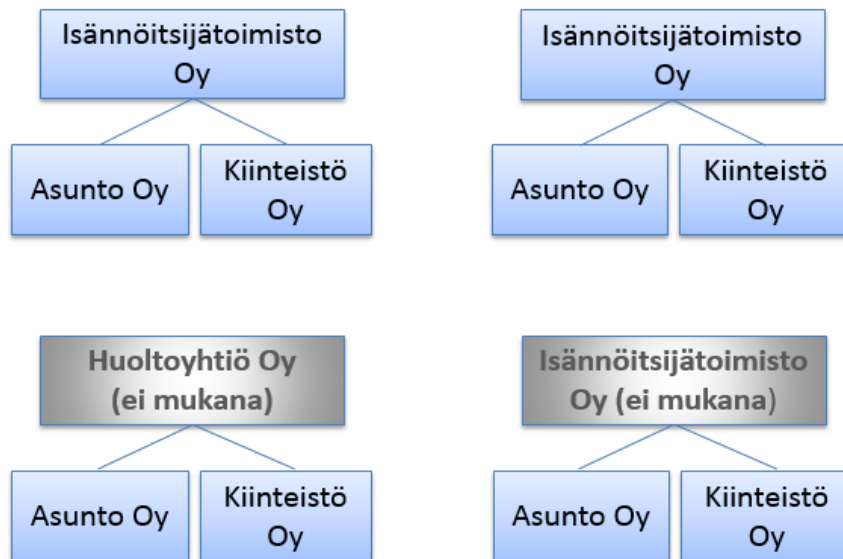 Isännöitsijätoimisto
Oy
Isännöitsijätoimisto
Oy
Asunto Oy
Kiinteistö
Oy
Asunto Oy
Kiinteistö
Oy
Huoltoyhtiö Oy
(ei mukana)
Isännöitsijätoimisto
Oy (ei mukana)
Asunto Oy
Kiinteistö
Oy
Asunto Oy
Kiinteistö
Oy